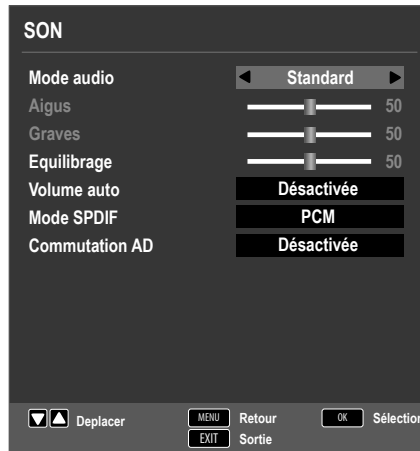 SON
Mode audio Standard
Aigus 50
Graves 50
Equilibrage 50
Volume auto Désactivée
Mode SPDIF PCM
Commutation AD Désactivée
Deplacer MENU Retour OK Sélection
EXIT Sortie